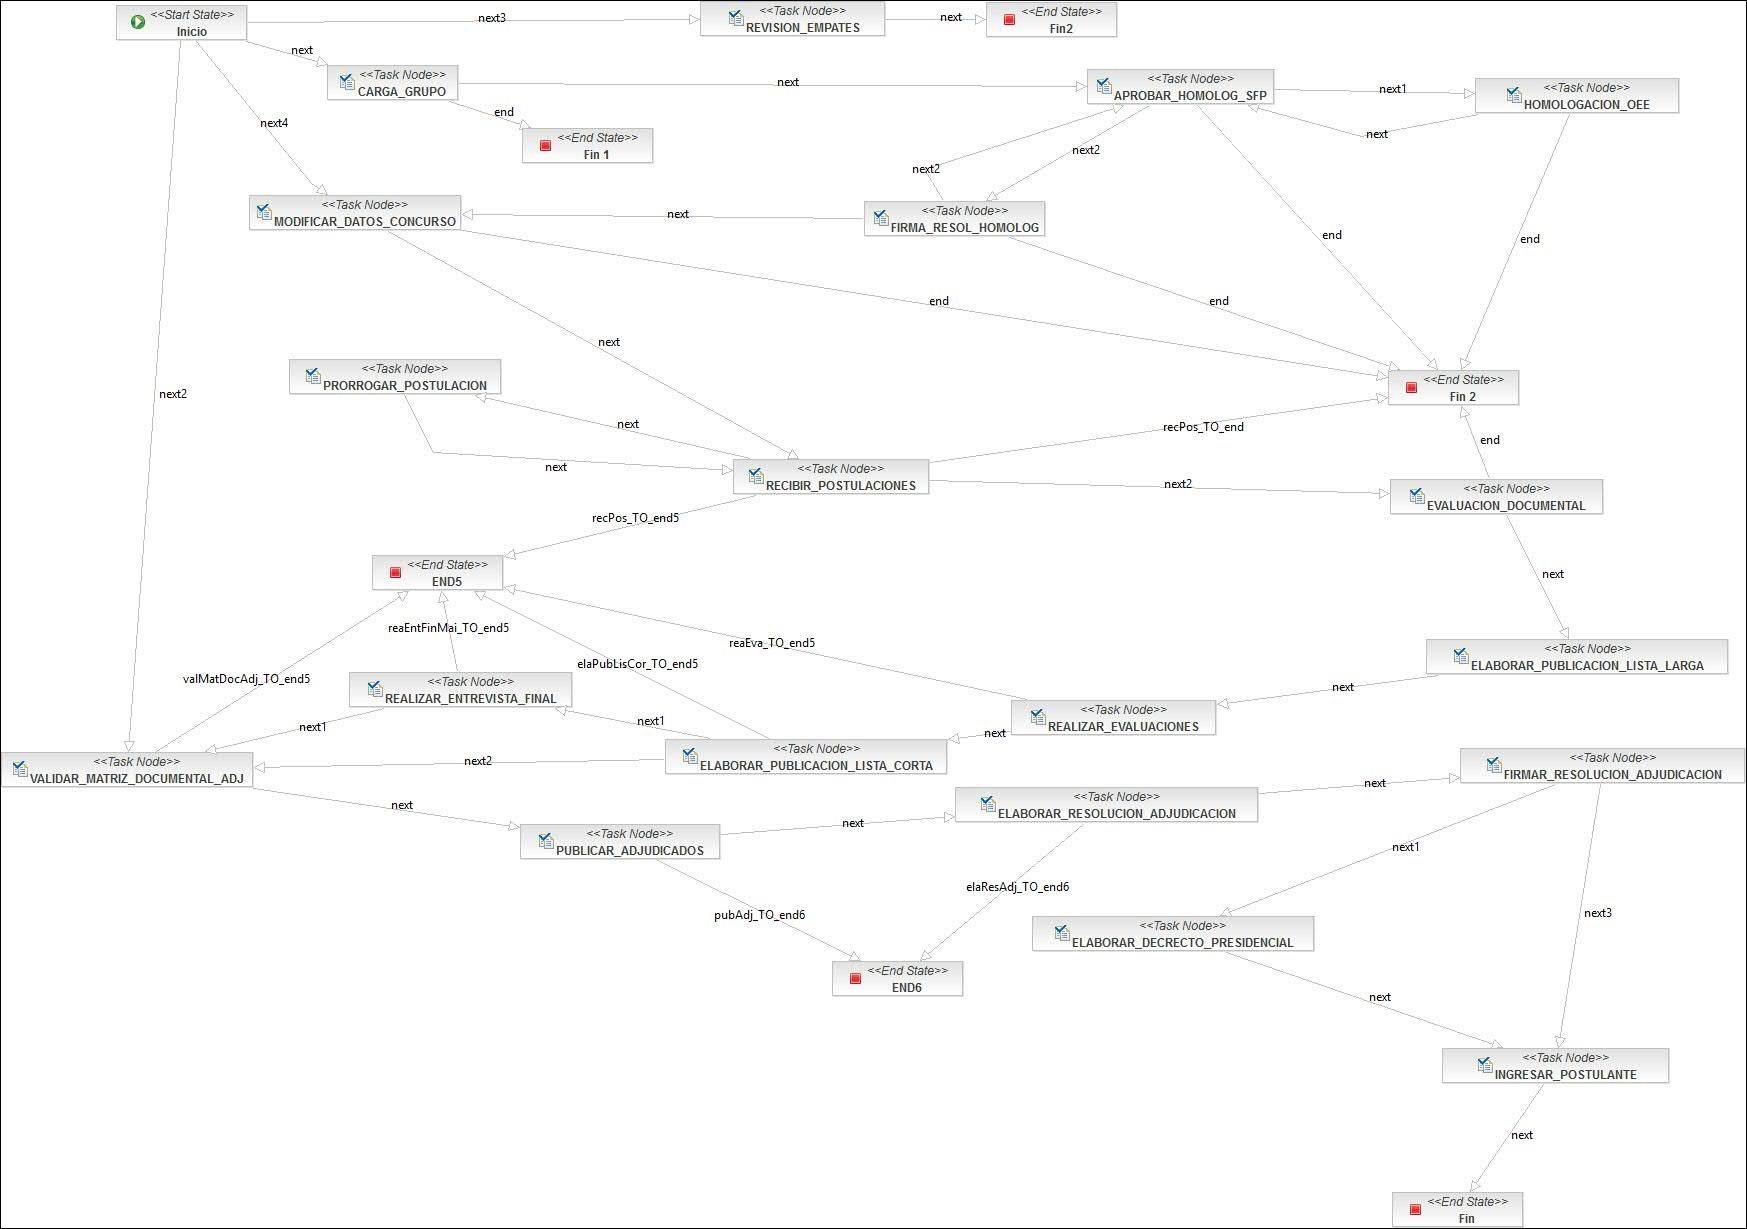 <<Start State>>
Inicio
next3
<<Task Node>>
REVISION_EMPATES
next
<<End State>>
Fin2
next
<<Task Node>>
CARGA_GRUPO
next
<<Task Node>>
APROBAR_HOMOLOG_SFP
next1
<<Task Node>>
HOMOLOGACION_OEE
end
next4
<<End State>>
Fin 1
next
next2
next2
<<Task Node>>
MODIFICAR_DATOS_CONCURSO
next
<<Task Node>>
FIRMA_RESOL_HOMOLOG
end
end
end
end
next
<<Task Node>>
PRORROGAR_POSTULACION
next2
<<End State>>
Fin 2
next
recPos_TO_end
end
next
<<Task Node>>
RECIBIR_POSTULACIONES
next2
<<Task Node>>
EVALUACION_DOCUMENTAL
recPos_TO_end5
<<End State>>
END5
next
reaEntFinMai_TO_end5
reaEva_TO_end5
elaPubLisCor_TO_end5
<<Task Node>>
ELABORAR_PUBLICACION_LISTA_LARGA
valMatDocAdj_TO_end5
<<Task Node>>
REALIZAR_ENTREVISTA_FINAL
next
next1
next1
<<Task Node>>
REALIZAR_EVALUACIONES
next
<<Task Node>>
VALIDAR_MATRIZ_DOCUMENTAL_ADJ
next2
<<Task Node>>
ELABORAR_PUBLICACION_LISTA_CORTA
<<Task Node>>
FIRMAR_RESOLUCION_ADJUDICACION
next
next
<<Task Node>>
ELABORAR_RESOLUCION_ADJUDICACION
<<Task Node>>
PUBLICAR_ADJUDICADOS
next
next1
elaResAdj_TO_end6
pubAdj_TO_end6
next3
<<Task Node>>
ELABORAR_DECRECTO_PRESIDENCIAL
<<End State>>
END6
next
<<Task Node>>
INGRESAR_POSTULANTE
next
<<End State>>
Fin